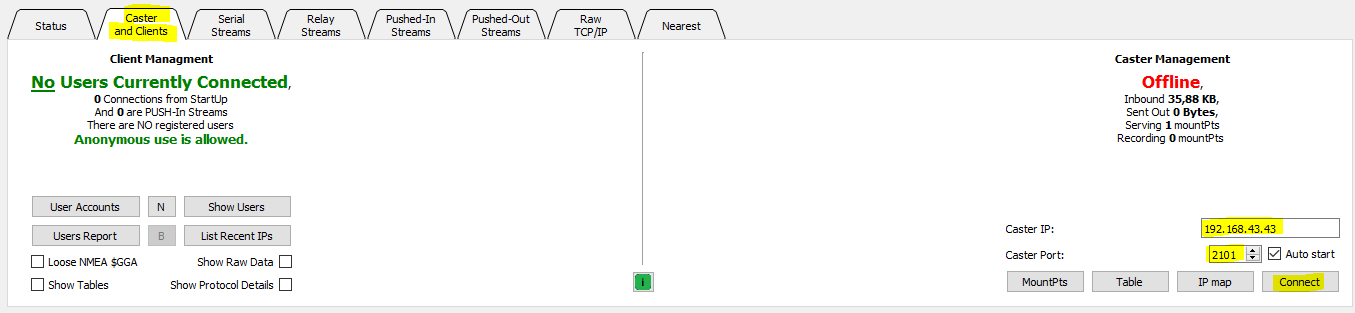 Status
Caster
and Clients
Serial
Streams
Relay
Streams
Pushed-In
Streams
Pushed-Out
Streams
Raw
TCP/IP
Nearest
Client Managment
No Users Currently Connected,
0 Connections from StartUp
And 0 are PUSH-In Streams
There are NO registered users
Anonymous use is allowed.
User Accounts
N
Show Users
Users Report
B
List Recent IPs
Loose NMEA $GGA
Show Raw Data
Show Tables
Show Protocol Details
i
Caster Management
Offline,
Inbound 35,88 KB,
Sent Out 0 Bytes,
Serving 1 mountPts
Recording 0 mountPts
Caster IP:
192.168.43.43
Caster Port:
2101
Auto start
MountPts
Table
IP map
Connect